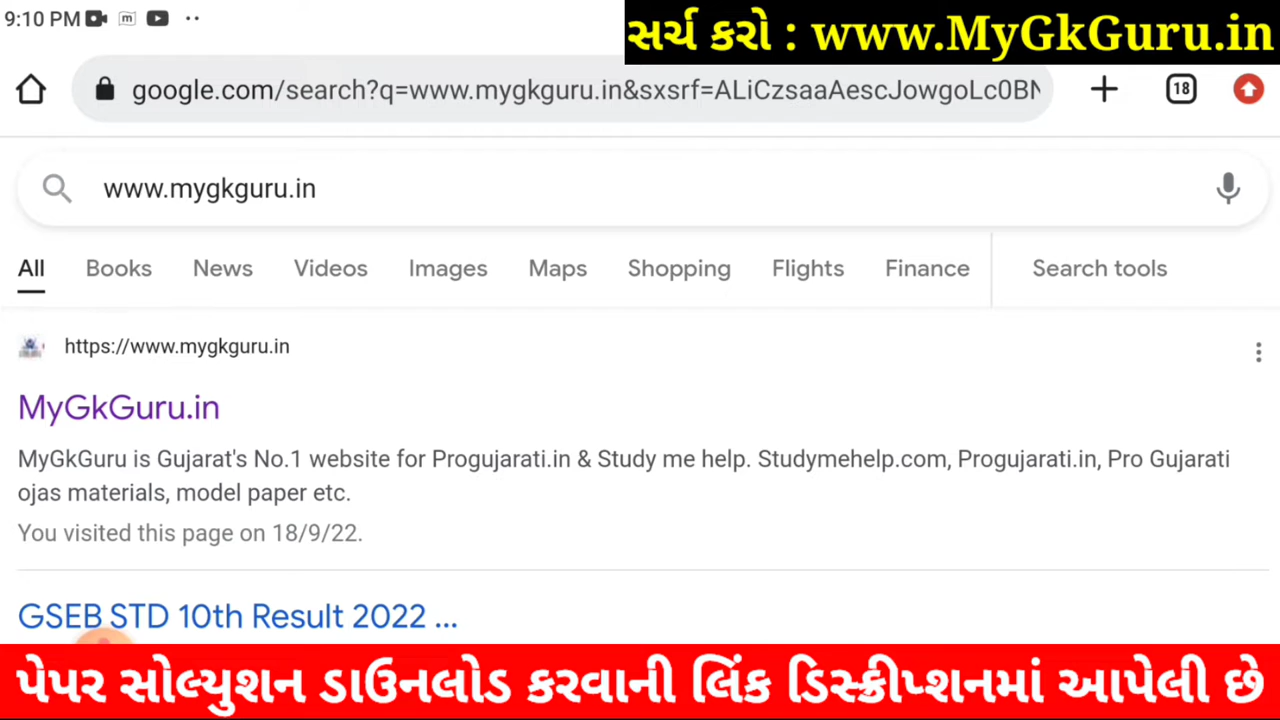 9:10 PM
સર્ચ કરો : www.MyGkGuru.in
google.com/search?q=www.mygkguru.in&sxsrf=ALiCzsaaAescJowgoLc0BN
18
www.mygkguru.in
All Books News Videos Images Maps Shopping Flights Finance Search tools
https://www.mygkguru.in
MyGkGuru.in
MyGkGuru is Gujarat's No.1 website for Progujarati.in & Study me help. Studymehelp.com, Progujarati.in, Pro Gujarati
ojas materials, model paper etc.
You visited this page on 18/9/22.
GSEB STD 10th Result 2022 ...
પેપર સોલ્યુશન ડાઉનલોડ કરવાની લિંક ડિસ્ક્રીપ્શનમાં આપેલી છે